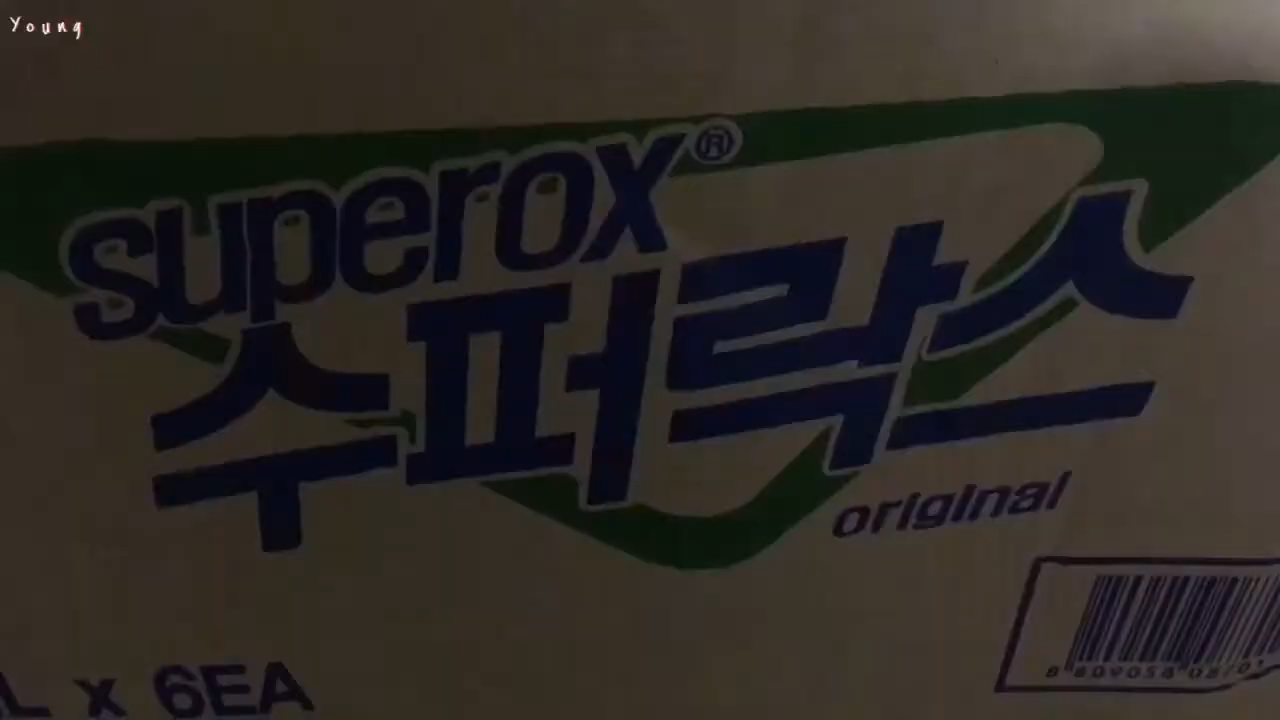 Young
superox®
수퍼락스
original
L x 6EA